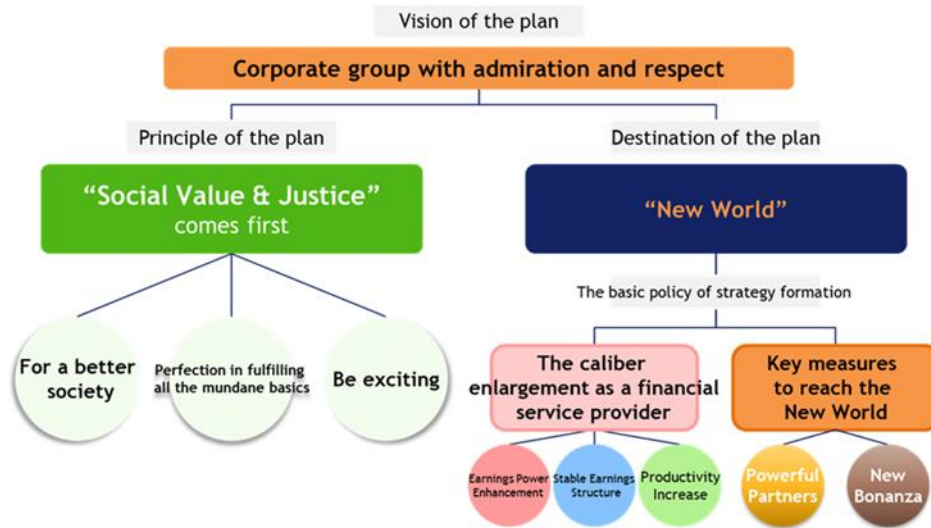 Vision of the plan
Corporate group with admiration and respect
Principle of the plan
Destination of the plan
“Social Value & Justice”
comes first
“New World”
The basic policy of strategy formation
For a better
society
Perfection in fulfilling
all the mundane basics
Be exciting
The caliber
enlargement as a financial
service provider
Key measures
to reach the
New World
Earnings Power
Enhancement
Stable Earnings
Structure
Productivity
Increase
Powerful
Partners
New
Bonanza